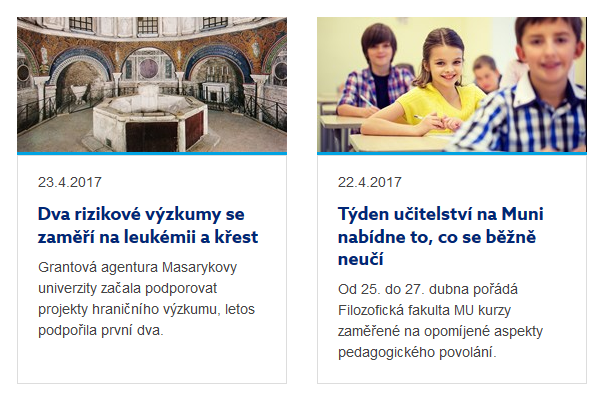 23.4.2017
Dva rizikové výzkumy se
zaměří na leukémii a křest
Grantová agentura Masarykovy
univerzity začala podporovat
projekty hraničního výzkumu, letos
podpořila první dva.
22.4.2017
Týden učitelství na Muni
nabídne to, co se běžně
neučí
Od 25. do 27. dubna pořádá
Filozofická fakulta MU kurzy
zaměřené na opomíjené aspekty
pedagogického povolání.